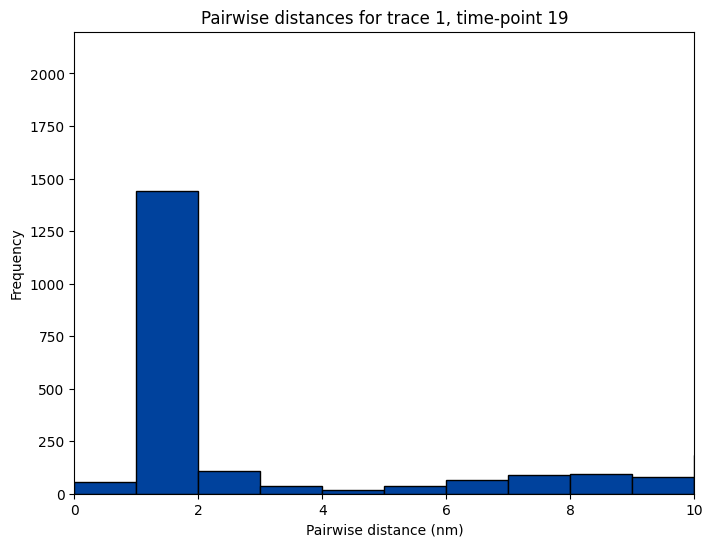 Pairwise distances for trace 1, time-point 19
2000
1750
1500
1250
1000
750
500
250
0
Frequency
0 2 4 6 8 10
Pairwise distance (nm)